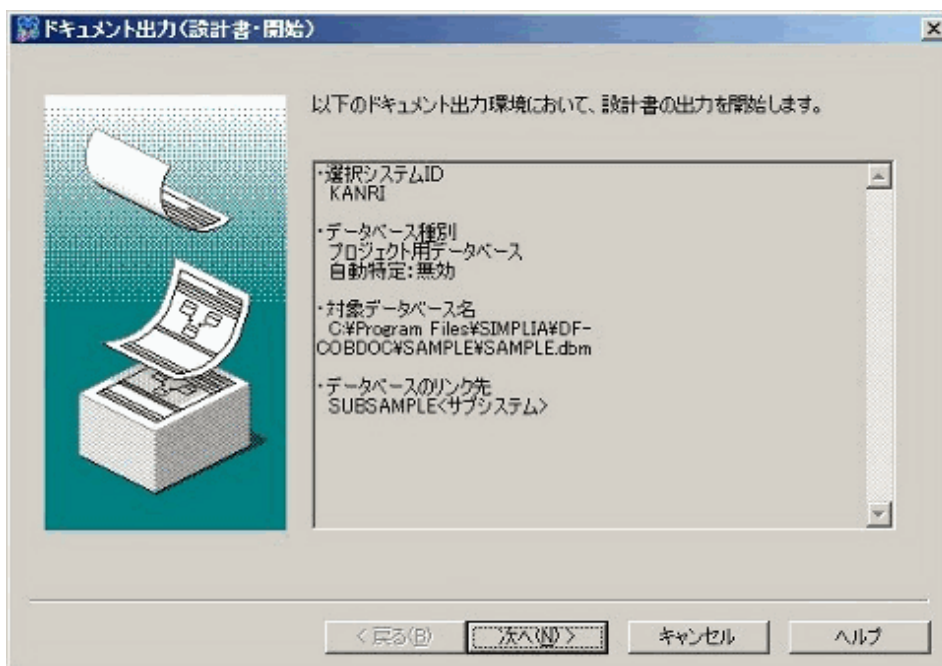 ドキュメント出力(設計書・開始)
以下のドキュメント出力環境において、設計書の出力を開始します。
・選択システムID
KANRI
・データベース種別
プロジェクト用データベース
自動特定:無効
・対象データベース名
C:¥Program Files¥SIMPLIA¥DF-
COBDOC¥SAMPLE¥SAMPLE.dbm
・データベースのリンク先
SUBSAMPLE<サブシステム>
< 戻る(B) 次へ(N) > キャンセル ヘルプ